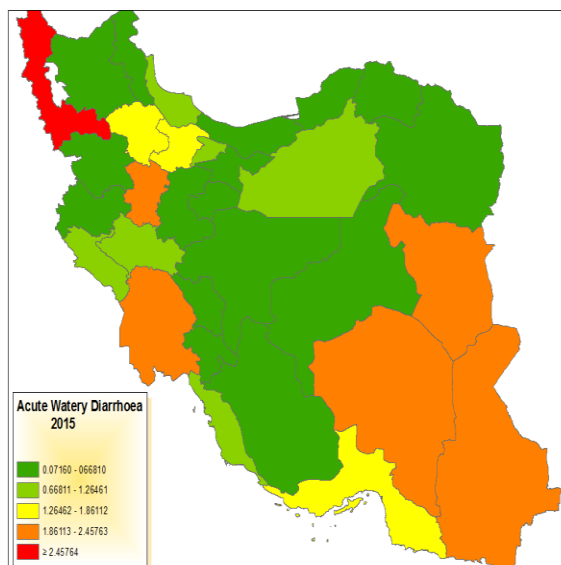 Acute Watery Diarrhoea
2015
0.07160 - 066810
0.66811 - 1.26461
1.26462 - 1.86112
1.86113 - 2.45763
≥ 2.45764